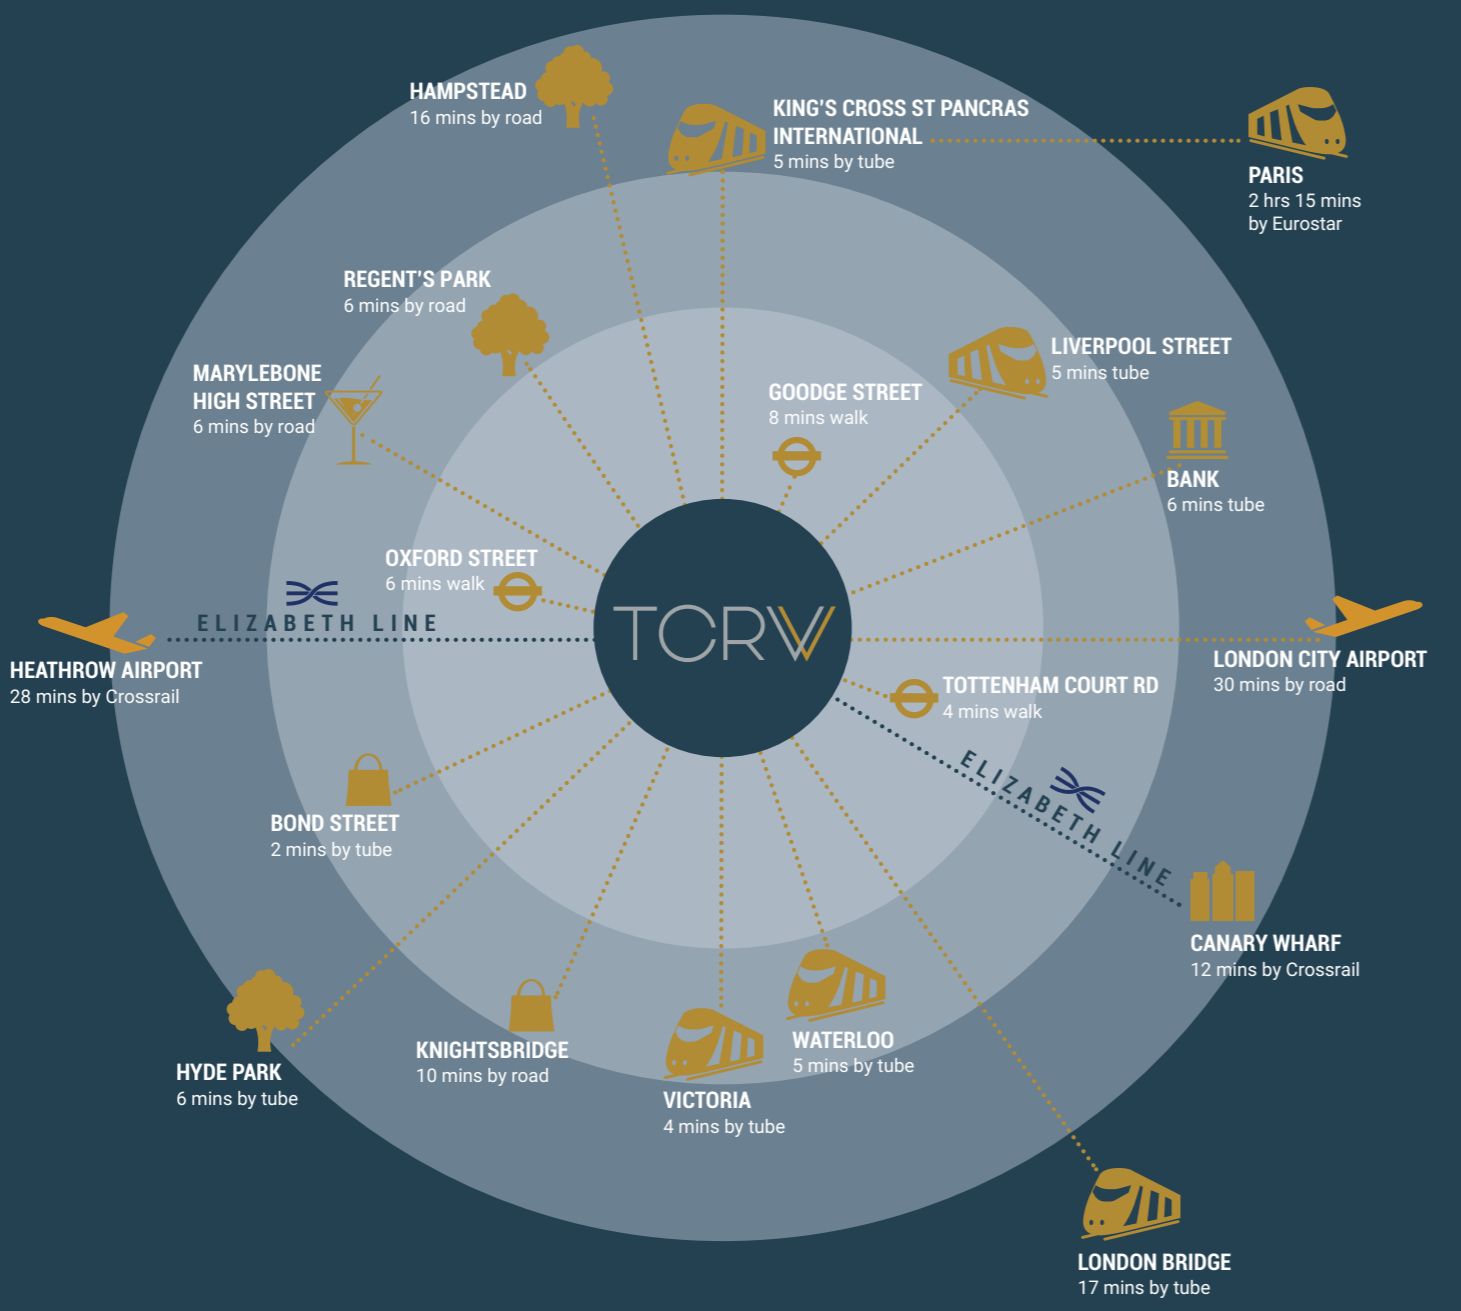 HAMPSTEAD
16 mins by road
KING'S CROSS ST PANCRAS
INTERNATIONAL
5 mins by tube
PARIS
2 hrs 15 mins
by Eurostar
REGENT'S PARK
6 mins by road
MARYLEBONE
HIGH STREET
6 mins by road
GOODGE STREET
8 mins walk
LIVERPOOL STREET
5 mins tube
BANK
6 mins tube
OXFORD STREET
6 mins walk
ELIZABETH LINE
HEATHROW AIRPORT
28 mins by Crossrail
TCRW
LONDON CITY AIRPORT
30 mins by road
TOTTENHAM COURT RD
4 mins walk
ELIZABETH LINE
CANARY WHARF
12 mins by Crossrail
BOND STREET
2 mins by tube
HYDE PARK
6 mins by tube
KNIGHTSBRIDGE
10 mins by road
VICTORIA
4 mins by tube
WATERLOO
5 mins by tube
LONDON BRIDGE
17 mins by tube